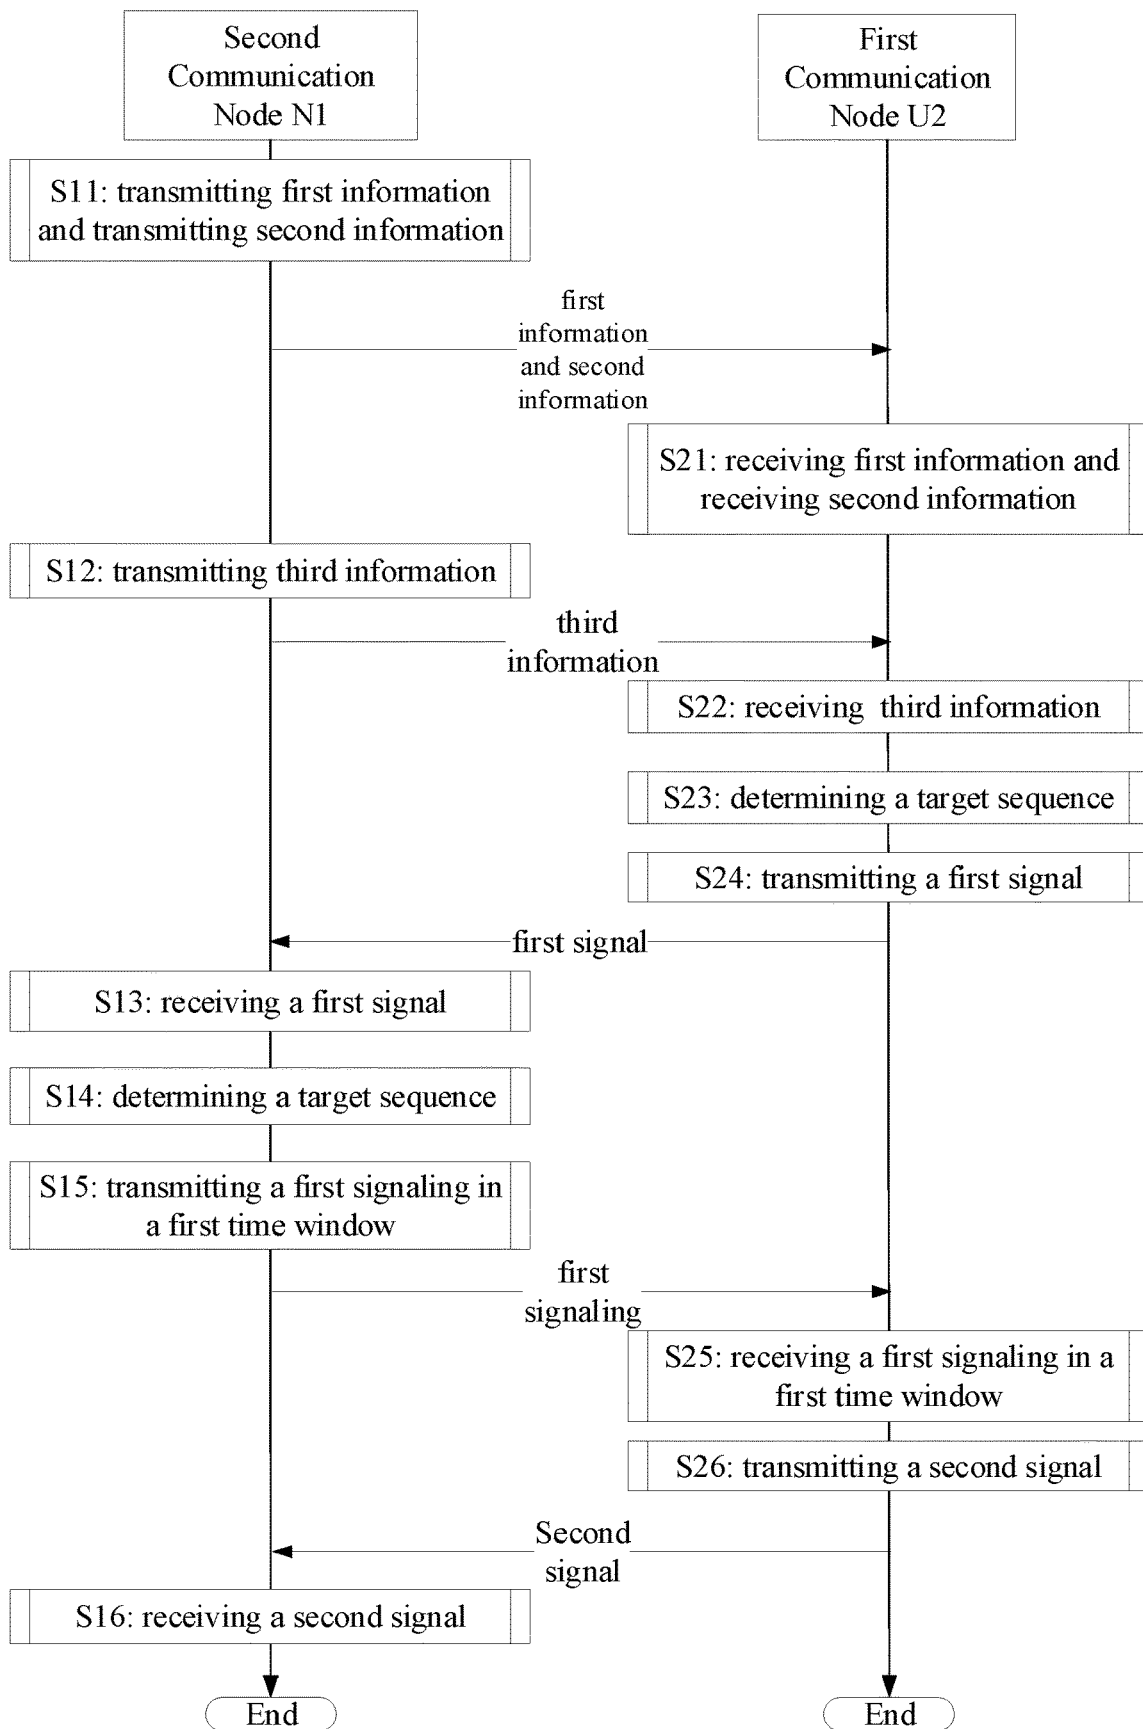 Second
Communication
Node N1
First
Communication
Node U2
S11: transmitting first information
and transmitting second information
first
information
and second
information
S21: receiving first information and
receiving second information
S12: transmitting third information
third
information
S22: receiving third information
S23: determining a target sequence
S24: transmitting a first signal
first signal
S13: receiving a first signal
S14: determining a target sequence
S15: transmitting a first signaling in
a first time window
first
signaling
S25: receiving a first signaling in a
first time window
S26: transmitting a second signal
Second
signal
S16: receiving a second signal
End
End